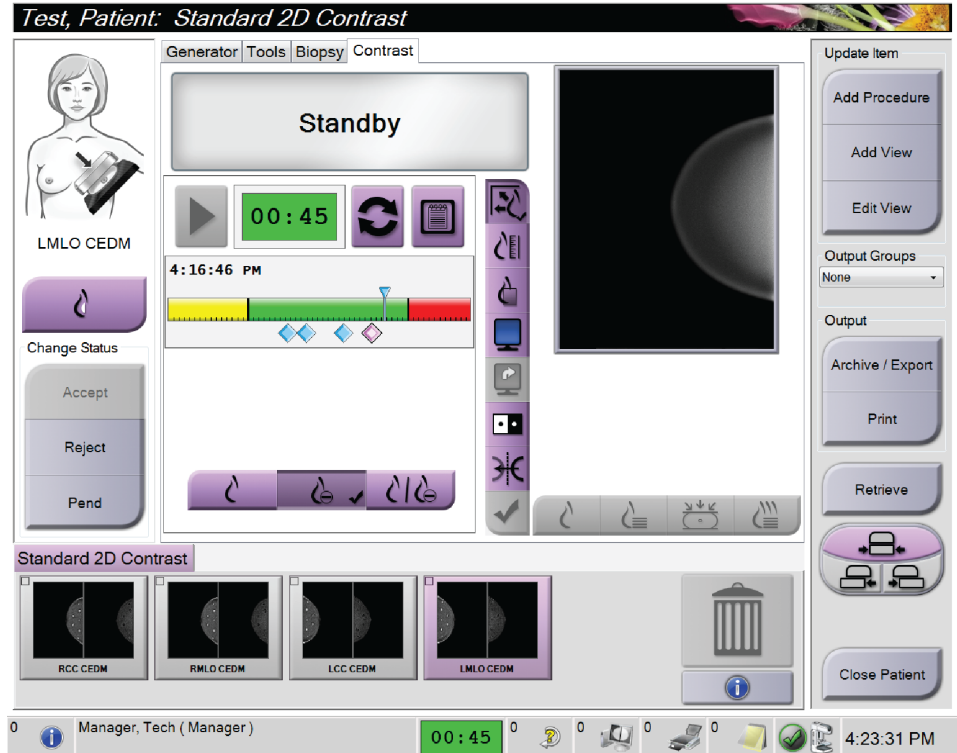 Test, Patient: Standard 2D Contrast
Generator Tools Biopsy Contrast
Standby
00:45
4:16:46 PM
LMLO CEDM
Change Status
Accept
Reject
Pend
Update Item
Add Procedure
Add View
Edit View
Output Groups
None
Output
Archive / Export
Print
Retrieve
Close Patient
Standard 2D Contrast
RCC CEDM
RMLO CEDM
LCC CEDM
LMLO CEDM
0 Manager, Tech ( Manager ) 00:45 0 0 0 0 4:23:31 PM